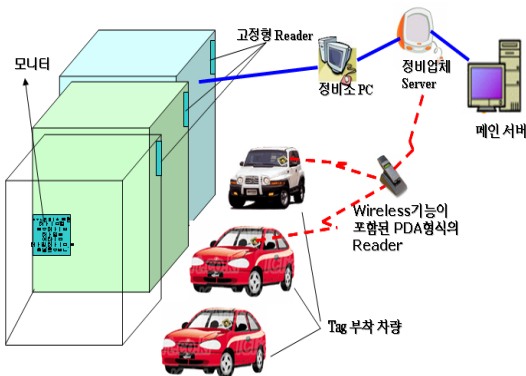 고정형 Reader
모니터
정비소 PC
정비업체
Server
메인 서버
Wireless기능이
포함된 PDA형식의
Reader
Tag 부착 차량